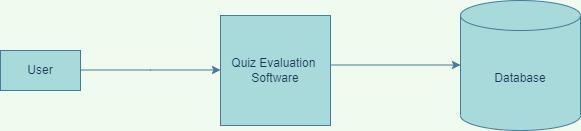 User
Quiz Evaluation
Software
Database